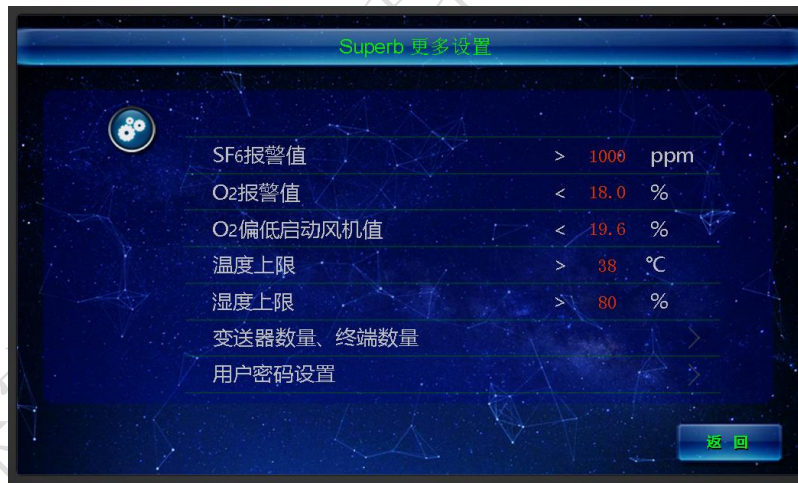 Superb 更多设置
SF6报警值 > 1000 ppm
O2报警值 < 18.0 %
O2偏低启动风机值 < 19.6 %
温度上限 > 38 ℃
湿度上限 > 80 %
变送器数量、终端数量 >
用户密码设置 >
返 回